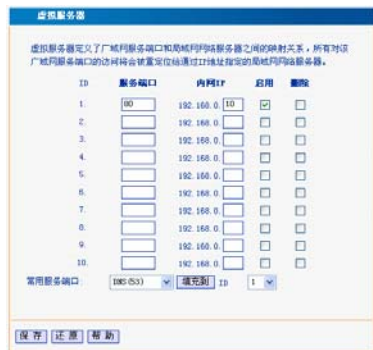 虚拟服务器
虚拟服务器定义了广域网服务端口和局域网网络服务器之间的映射关系，所有对该
广域网服务端口的访问将会被重定位给通过IP地址指定的局域网网络服务器。
ID 服务端口 内网IP 启用 删除
1. 80 192.168.0. 10
2. 192.168.0.
3. 192.168.0.
4. 192.168.0.
5. 192.168.0.
6. 192.168.0.
7. 192.168.0.
8. 192.168.0.
9. 192.168.0.
10. 192.168.0.
常用服务端口: DNS(53) 填充到 ID 1
保存 还原 帮助